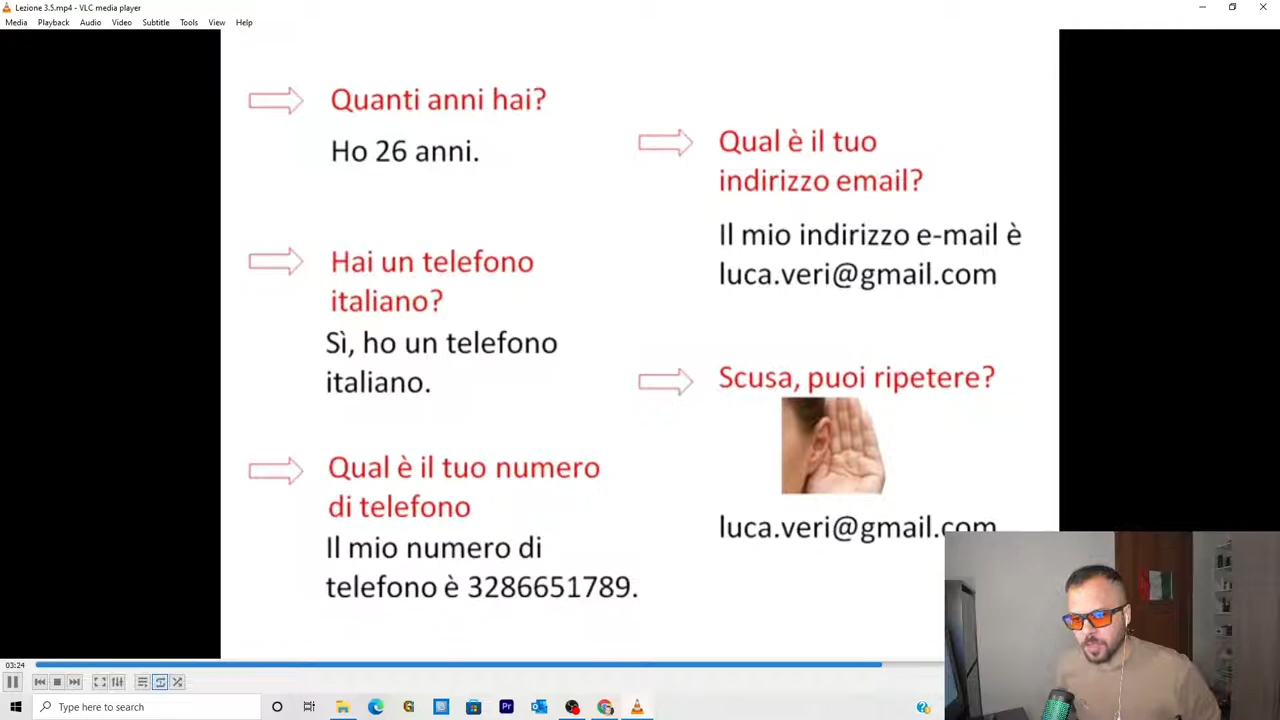 Lezione 3.5.mp4 - VLC media player
Media Playback Audio Video Subtitle Tools View Help
Quanti anni hai?
Ho 26 anni.
Hai un telefono
italiano?
Sì, ho un telefono
italiano.
Qual è il tuo numero
di telefono
Il mio numero di
telefono è 3286651789.
Qual è il tuo
indirizzo email?
Il mio indirizzo e-mail è
luca.veri@gmail.com
Scusa, puoi ripetere?
luca.veri@gmail.com
03:24
Type here to search